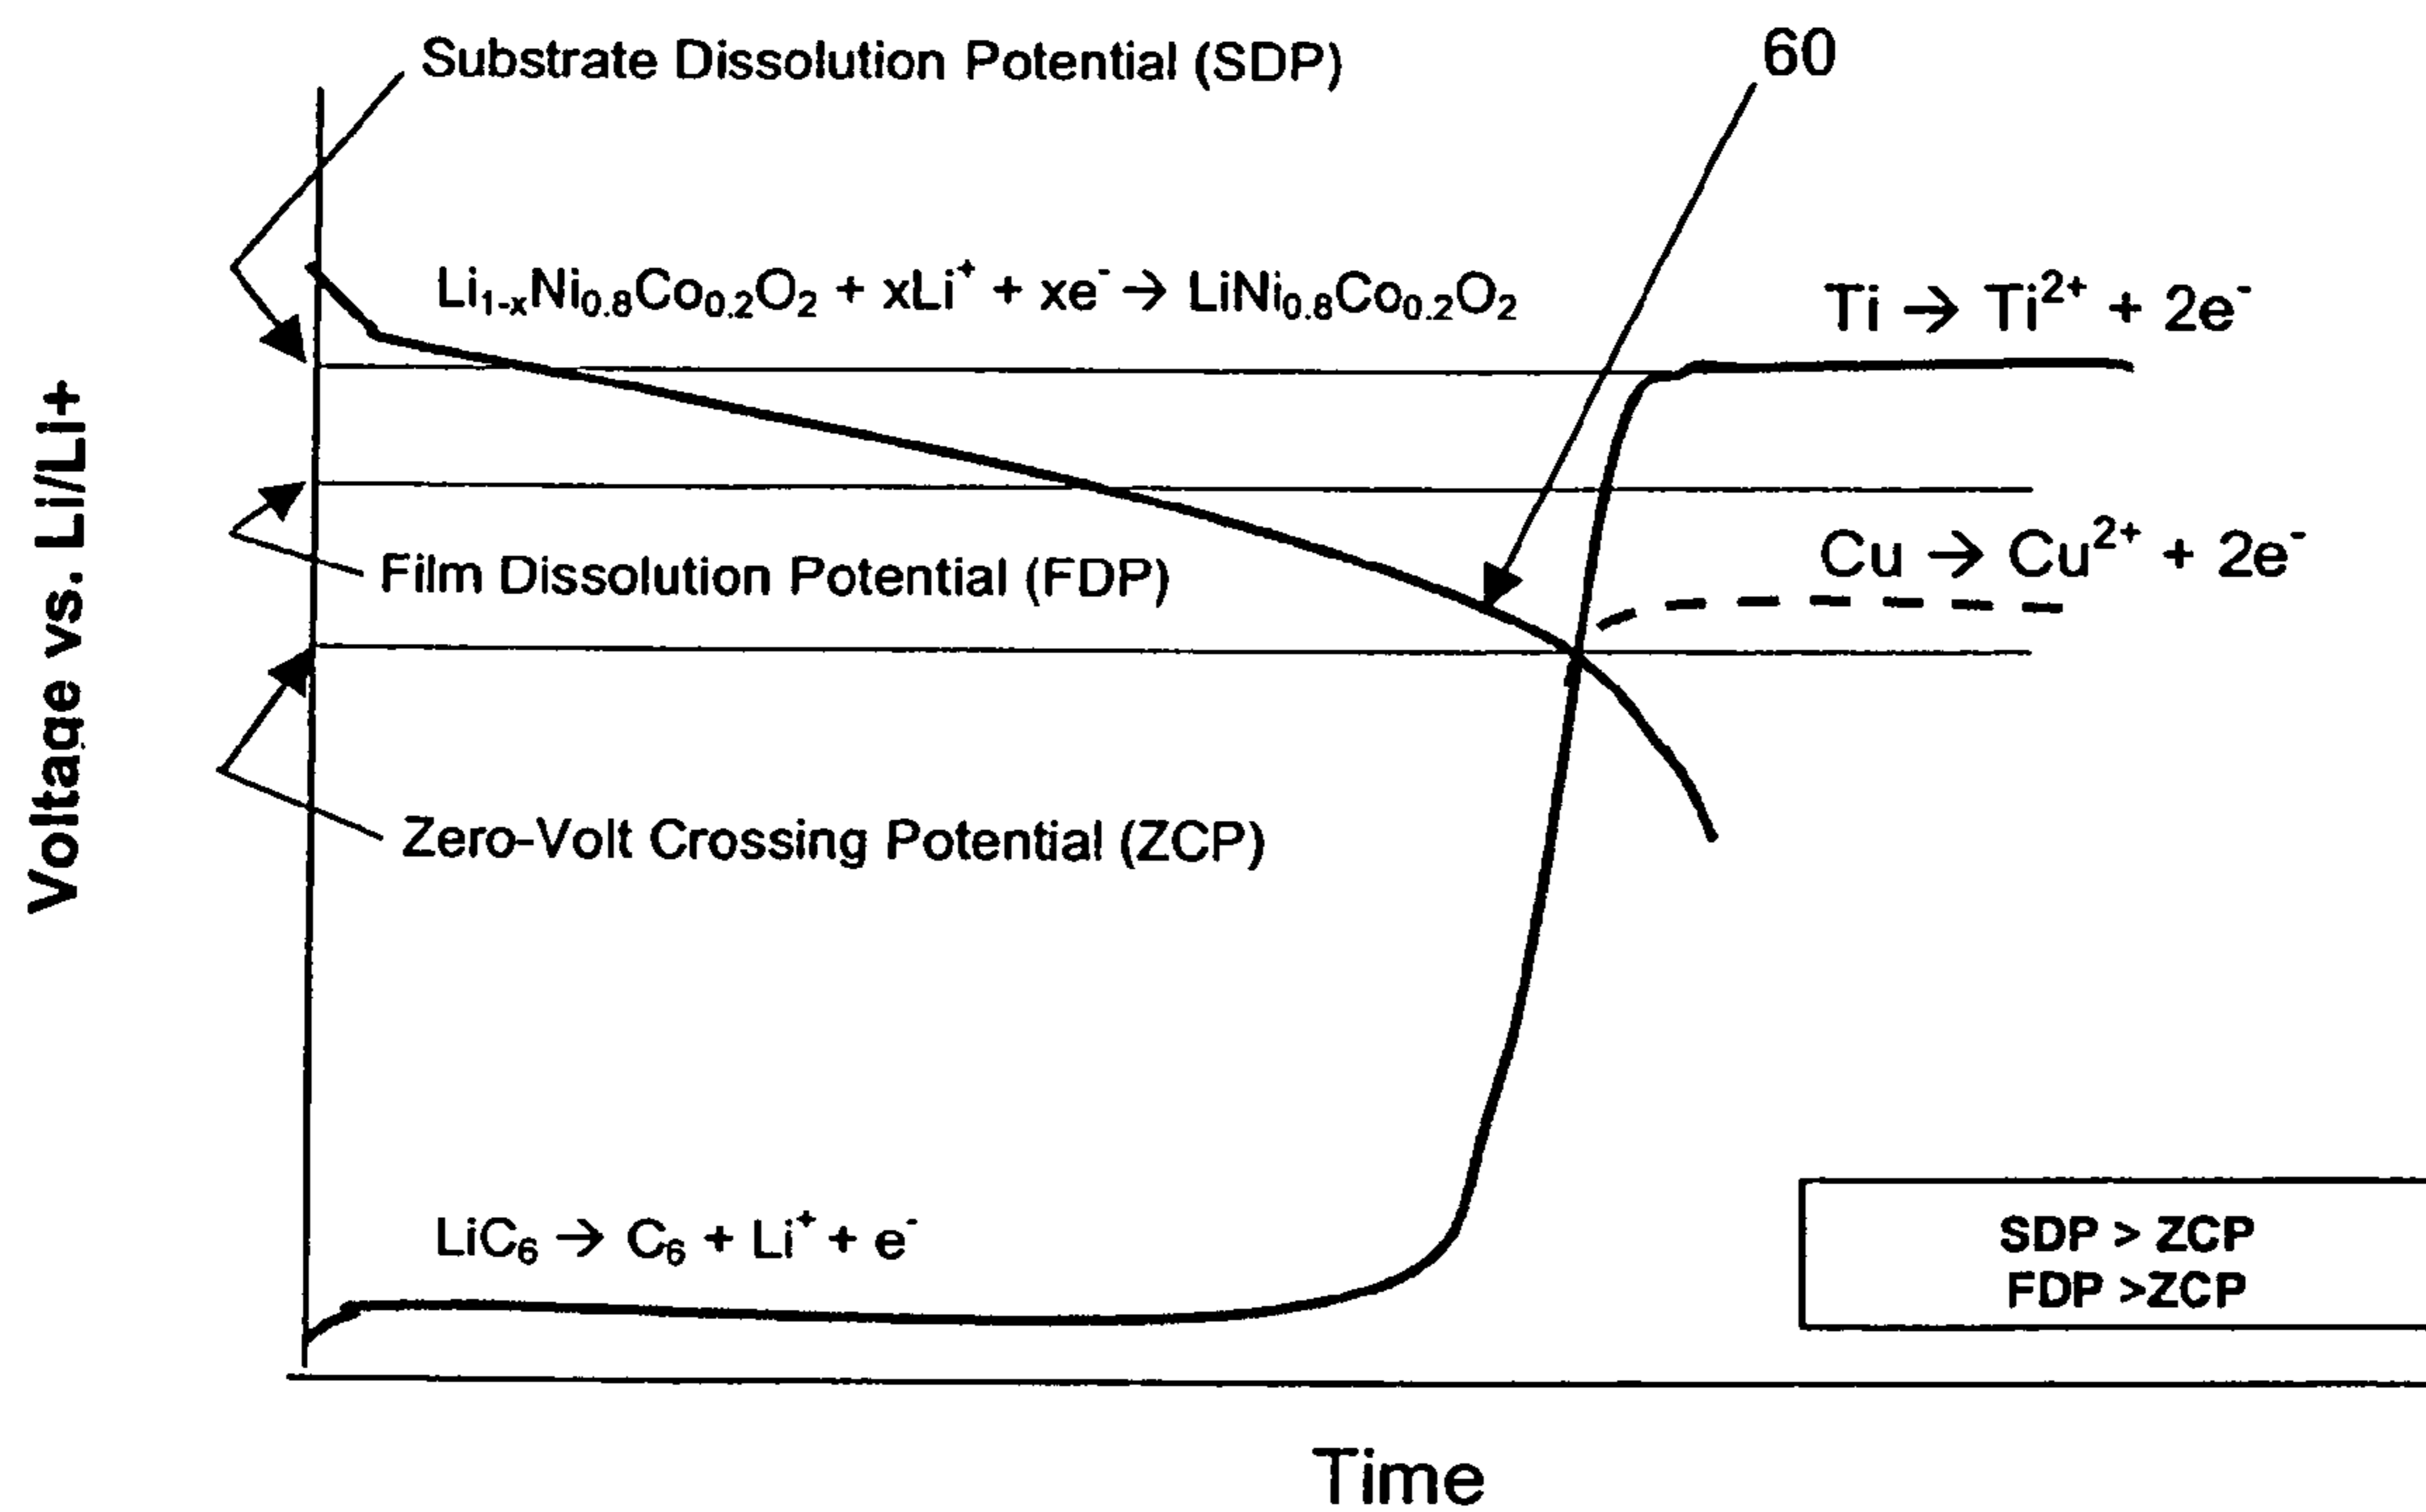 Substrate Dissolution Potential (SDP)
60
Li₁₋ₓNi₀.₈Co₀.₂O₂ + xLi⁺ + xe⁻ → LiNi₀.₈Co₀.₂O₂
Ti → Ti²⁺ + 2e⁻
Film Dissolution Potential (FDP)
Cu → Cu²⁺ + 2e⁻
Zero-Volt Crossing Potential (ZCP)
Voltage vs. Li/Li+
LiC₆ → C₆ + Li⁺ + e⁻
SDP > ZCP
FDP >ZCP
Time